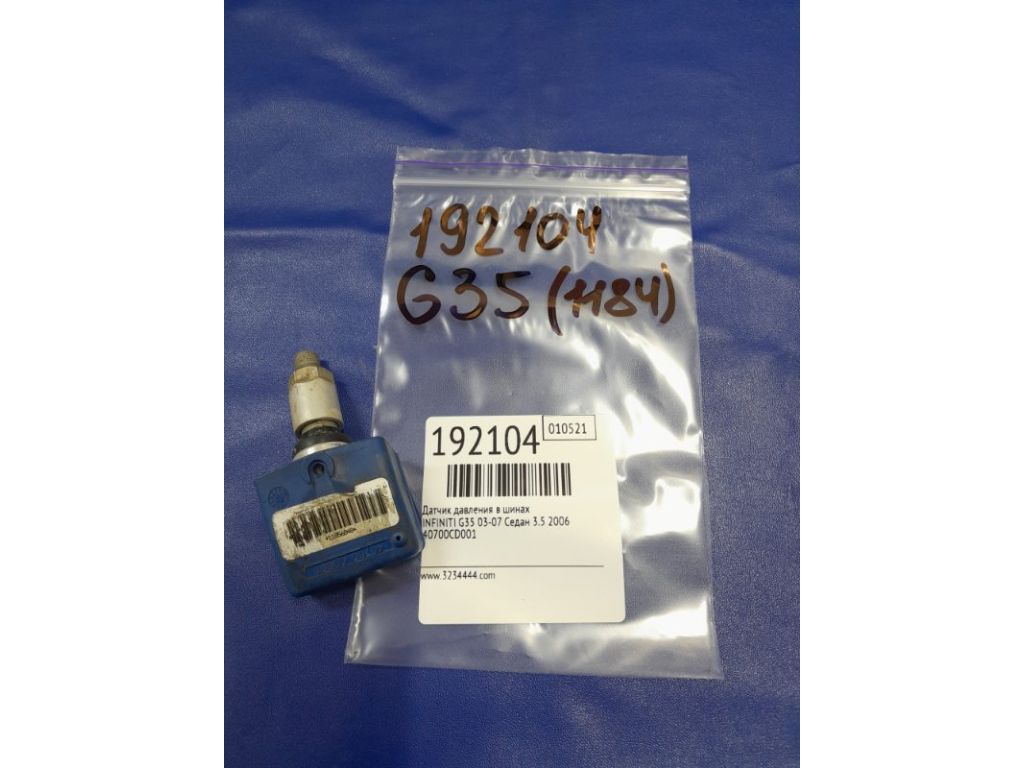 192104
G35 (1184)
192104
010521
Датчик давления в шинах
INFINITI G35 03-07 Седан 3.5 2006
40700CD001
www.3234444.com